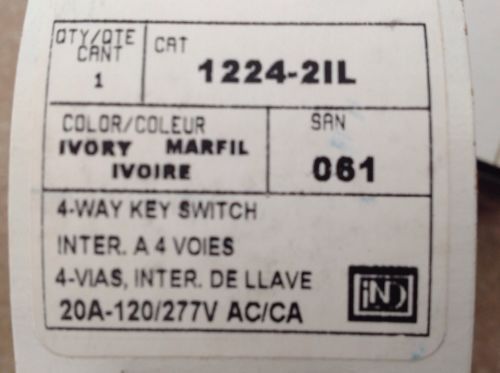 QTY/QTE CAT
CANT
1 1224-2IL
COLOR/COULEUR SAN
IVORY MARFIL
IVOIRE 061
4-WAY KEY SWITCH
INTER. A 4 VOIES
4-VIAS, INTER. DE LLAVE
20A-120/277V AC/CA
IND